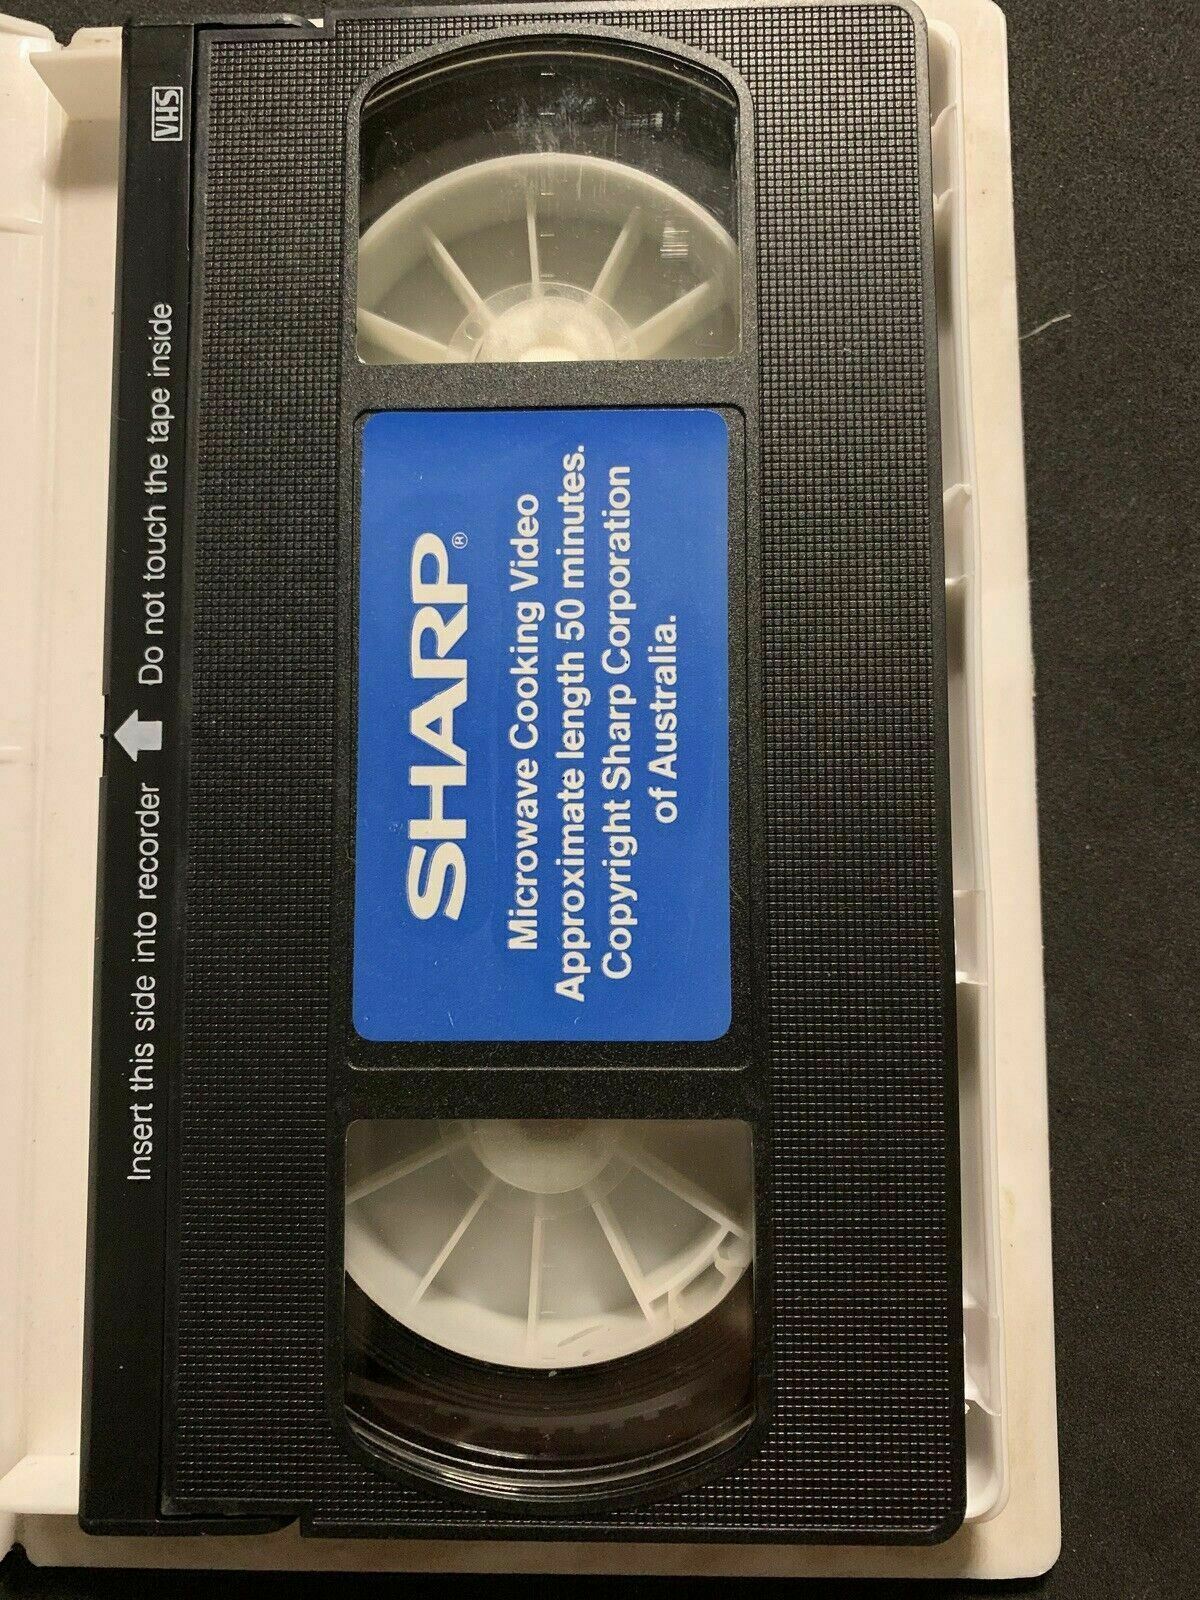 VHS
Insert this side into recorder Do not touch the tape inside
SHARP®
Microwave Cooking Video
Approximate length 50 minutes.
Copyright Sharp Corporation
of Australia.